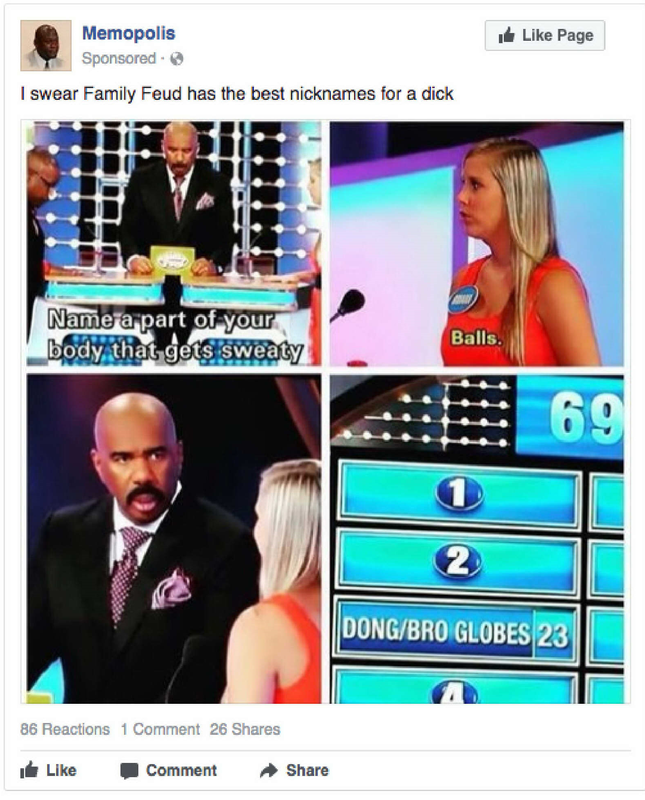 Memopolis
Like Page
Sponsored
I swear Family Feud has the best nicknames for a dick
Name a part of your
body that gets sweaty
Balls.
69
1
2
DONG/BRO GLOBES 23
4
86 Reactions 1 Comment 26 Shares
Like Comment Share